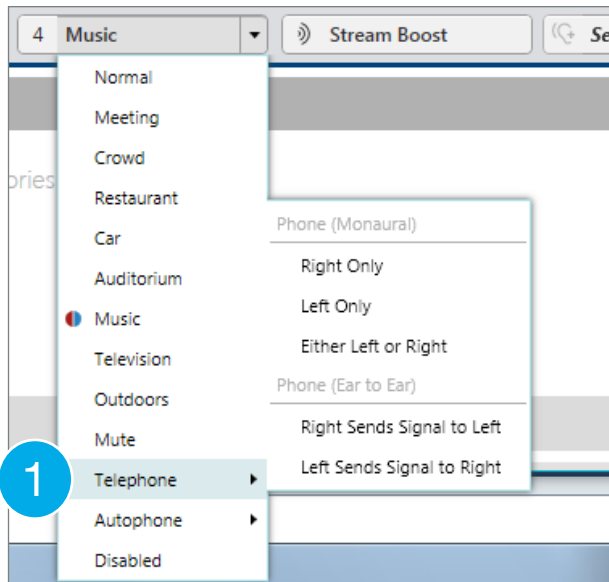 4 Music Stream Boost Se
Normal
Meeting
Crowd
ories
Restaurant
Car
Auditorium
Music
Television
Outdoors
Mute
1 Telephone
Autophone
Disabled
Phone (Monaural)
Right Only
Left Only
Either Left or Right
Phone (Ear to Ear)
Right Sends Signal to Left
Left Sends Signal to Right